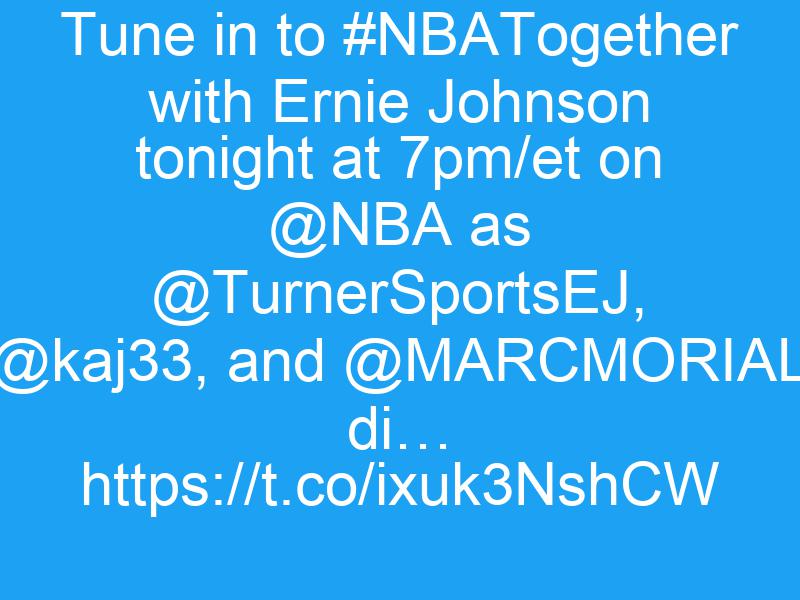 Tune in to #NBATogether
with Ernie Johnson
tonight at 7pm/et on
@NBA as
@TurnerSportsEJ,
@kaj33, and @MARCMORIAL
di…
https://t.co/ixuk3NshCW